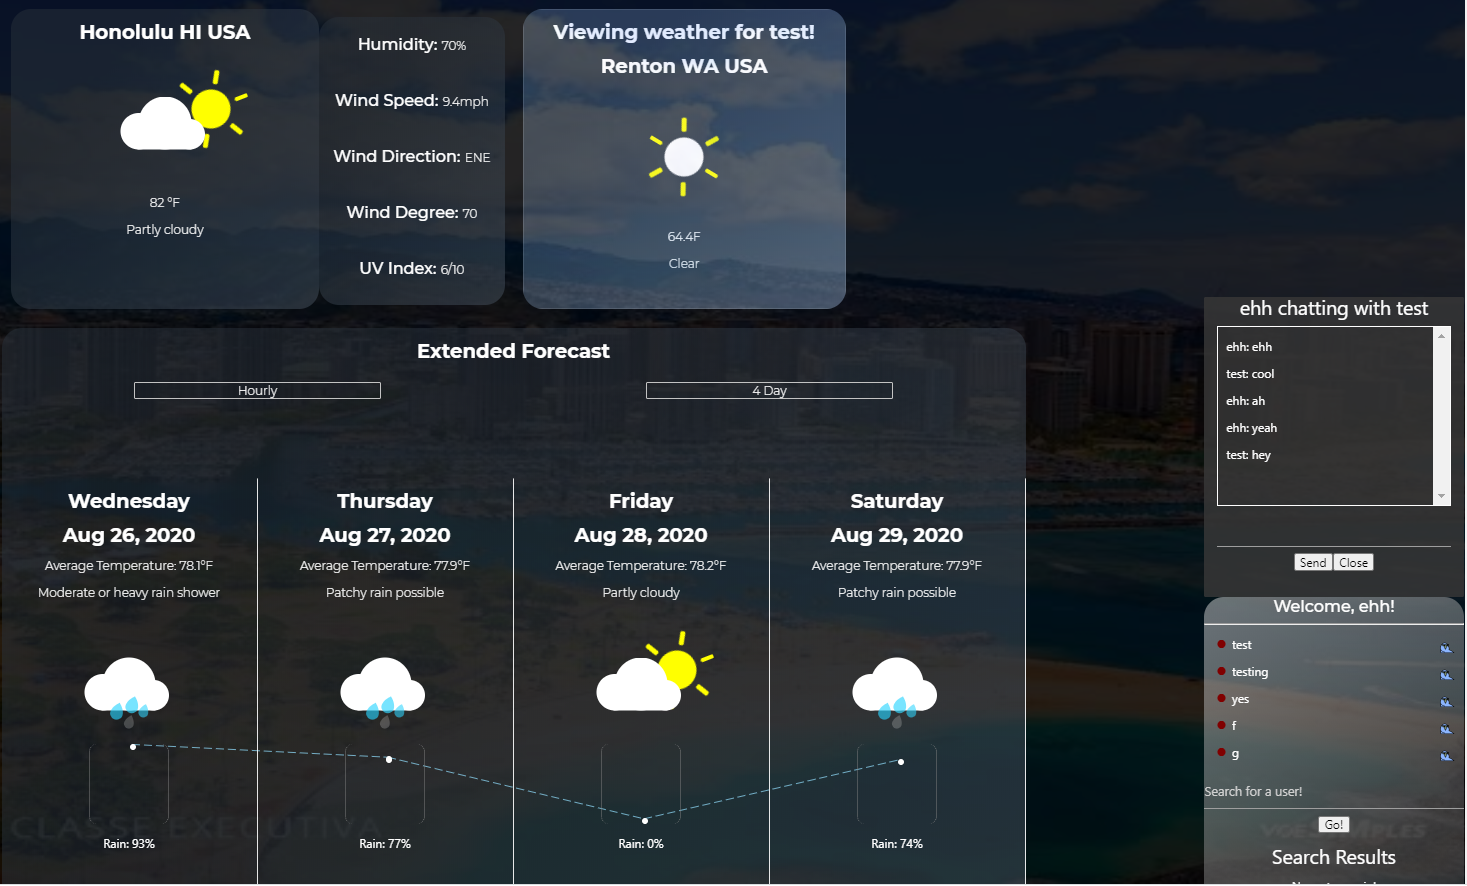 Honolulu HI USA
82 °F
Partly cloudy
Humidity: 70%
Wind Speed: 9.4mph
Wind Direction: ENE
Wind Degree: 70
UV Index: 6/10
Viewing weather for test!
Renton WA USA
64.4F
Clear
Extended Forecast
Hourly
4 Day
Wednesday
Aug 26, 2020
Average Temperature: 78.1°F
Moderate or heavy rain shower
Rain: 93%
Thursday
Aug 27, 2020
Average Temperature: 77.9°F
Patchy rain possible
Rain: 77%
Friday
Aug 28, 2020
Average Temperature: 78.2°F
Partly cloudy
Rain: 0%
Saturday
Aug 29, 2020
Average Temperature: 77.9°F
Patchy rain possible
Rain: 74%
CLASSE EXECUTIVA
ehh chatting with test
ehh: ehh
test: cool
ehh: ah
ehh: yeah
test: hey
Send Close
Welcome, ehh!
test
testing
yes
f
g
Search for a user!
Go!
Search Results